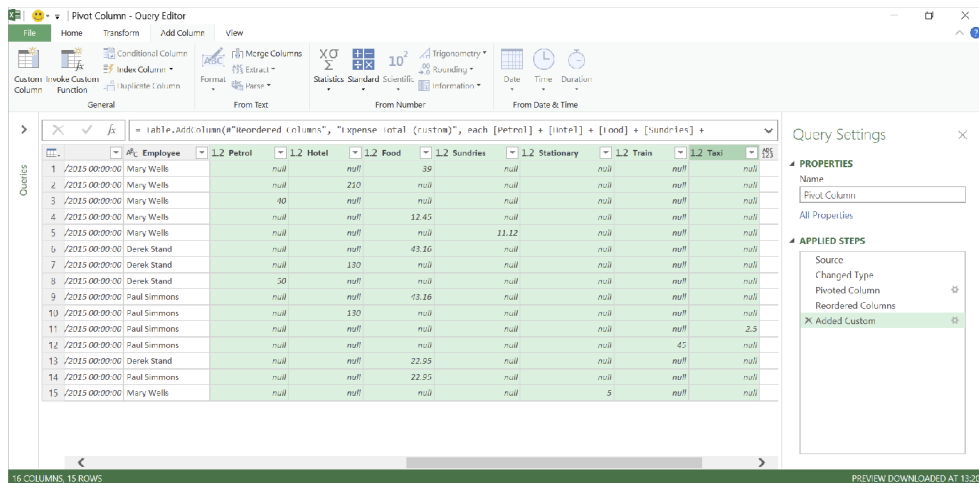 Pivot Column - Query Editor
File Home Transform Add Column View
Custom Column
Invoke Custom Function
Conditional Column
Index Column
Duplicate Column
General
ABC
Format
Merge Columns
Extract
Parse
From Text
Statistics
Standard
Scientific
Trigonometry
Rounding
Information
From Number
Date
Time
Duration
From Date & Time
= Table.AddColumn(#"Reordered Columns", "Expense Total (custom)", each [Petrol] + [Hotel] + [Food] + [Sundries] +
Queries
Employee 1.2 Petrol 1.2 Hotel 1.2 Food 1.2 Sundries 1.2 Stationary 1.2 Train 1.2 Taxi ABC 123
1 /2015 00:00:00 Mary Wells null null 39 null null null null
2 /2015 00:00:00 Mary Wells null 210 null null null null null
3 /2015 00:00:00 Mary Wells 40 null null null null null null
4 /2015 00:00:00 Mary Wells null null 12.45 null null null null
5 /2015 00:00:00 Mary Wells null null null 11.12 null null null
6 /2015 00:00:00 Derek Stand null null 43.16 null null null null
7 /2015 00:00:00 Derek Stand null 130 null null null null null
8 /2015 00:00:00 Derek Stand 50 null null null null null null
9 /2015 00:00:00 Paul Simmons null null 43.16 null null null null
10 /2015 00:00:00 Paul Simmons null 130 null null null null null
11 /2015 00:00:00 Paul Simmons null null null null null null 2.5
12 /2015 00:00:00 Paul Simmons null null null null null 45 null
13 /2015 00:00:00 Derek Stand null null 22.95 null null null null
14 /2015 00:00:00 Paul Simmons null null 22.95 null null null null
15 /2015 00:00:00 Mary Wells null null null null 5 null null
Query Settings
PROPERTIES
Name
Pivot Column
All Properties
APPLIED STEPS
Source
Changed Type
Pivoted Column
Reordered Columns
Added Custom
16 COLUMNS, 15 ROWS
PREVIEW DOWNLOADED AT 13:20